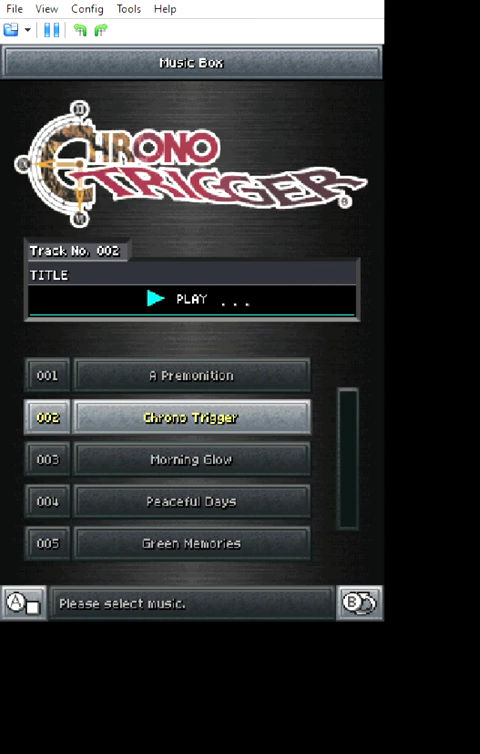 File View Config Tools Help
Music Box
CHRONO
TRIGGER
Track No. 002
TITLE
PLAY ...
001 A Premonition
002 Chrono Trigger
003 Morning Glow
004 Peaceful Days
005 Green Memories
A Please select music. B